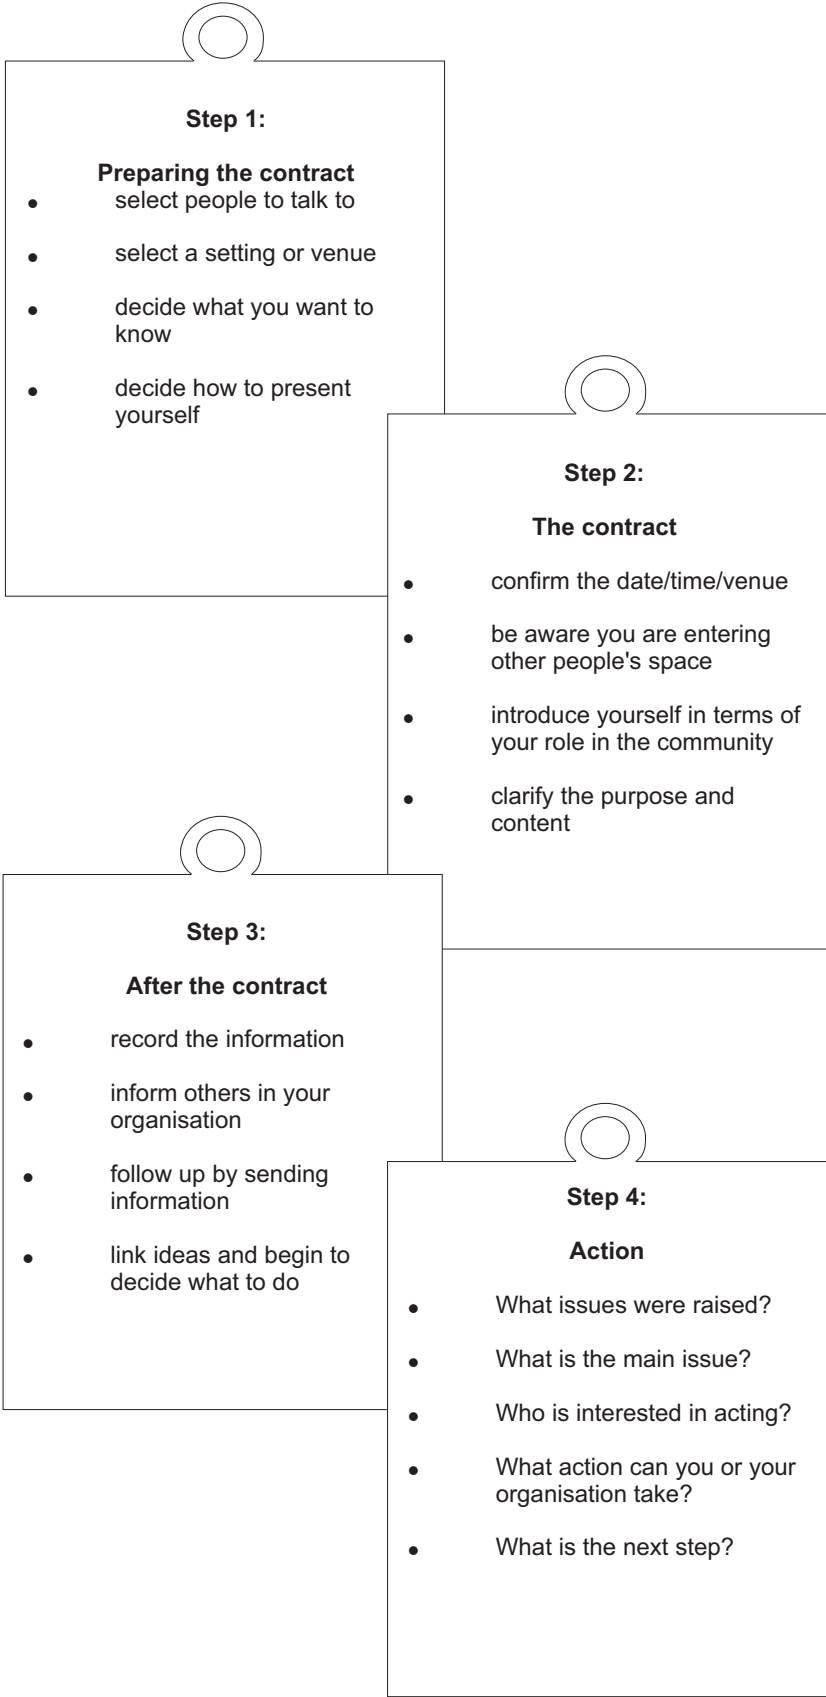 Step 1:
Preparing the contract
● select people to talk to
● select a setting or venue
● decide what you want to
know
● decide how to present
yourself
Step 2:
The contract
● confirm the date/time/venue
● be aware you are entering
other people's space
● introduce yourself in terms of
your role in the community
● clarify the purpose and
content
Step 3:
After the contract
● record the information
● inform others in your
organisation
● follow up by sending
information
● link ideas and begin to
decide what to do
Step 4:
Action
● What issues were raised?
● What is the main issue?
● Who is interested in acting?
● What action can you or your
organisation take?
● What is the next step?